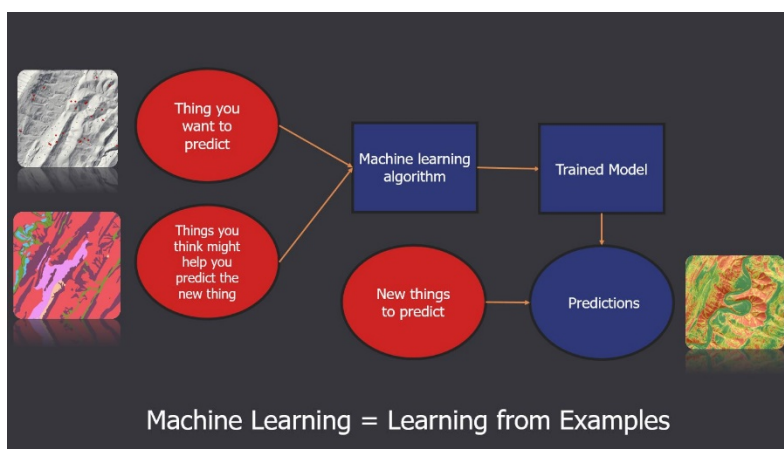 Thing you
want to
predict
Machine learning
algorithm
Trained Model
Things you
think might
help you
predict the
new thing
New things
to predict
Predictions
Machine Learning = Learning from Examples